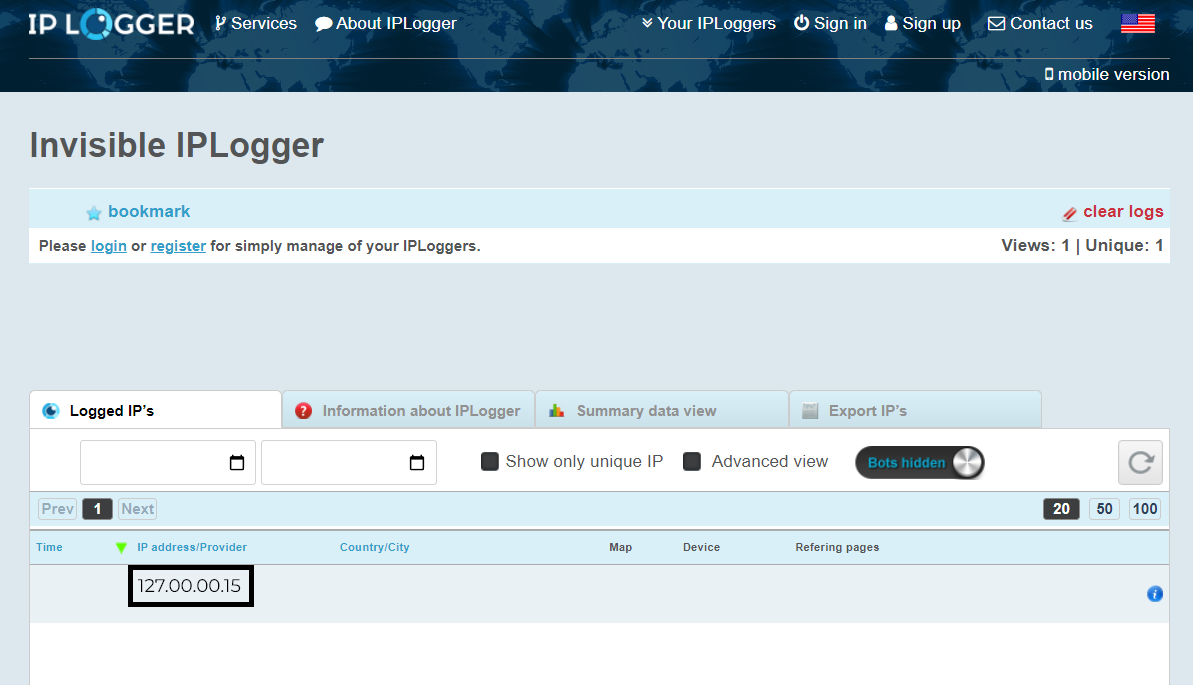 IP LOGGER Services About IPLogger Your IPLoggers Sign in Sign up Contact us
mobile version
Invisible IPLogger
bookmark clear logs
Please login or register for simply manage of your IPLoggers. Views: 1 | Unique: 1
Logged IP's Information about IPLogger Summary data view Export IP's
Show only unique IP Advanced view Bots hidden
Prev 1 Next 20 50 100
Time IP address/Provider Country/City Map Device Refering pages
127.00.00.15